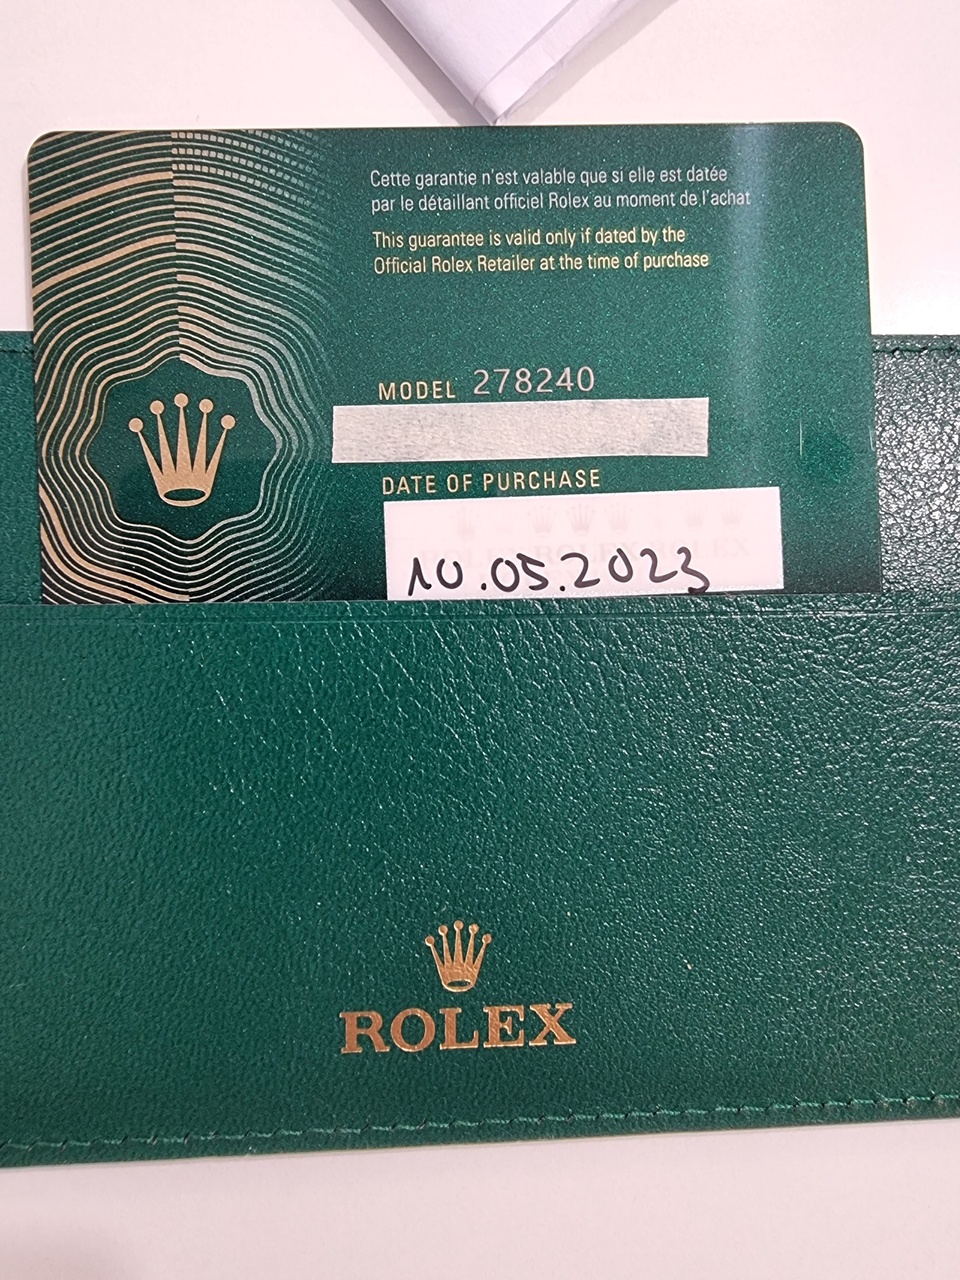 Cette garantie n'est valable que si elle est datée
par le détaillant officiel Rolex au moment de l'achat
This guarantee is valid only if dated by the
Official Rolex Retailer at the time of purchase
MODEL 278240
DATE OF PURCHASE
10.05.2023
ROLEX